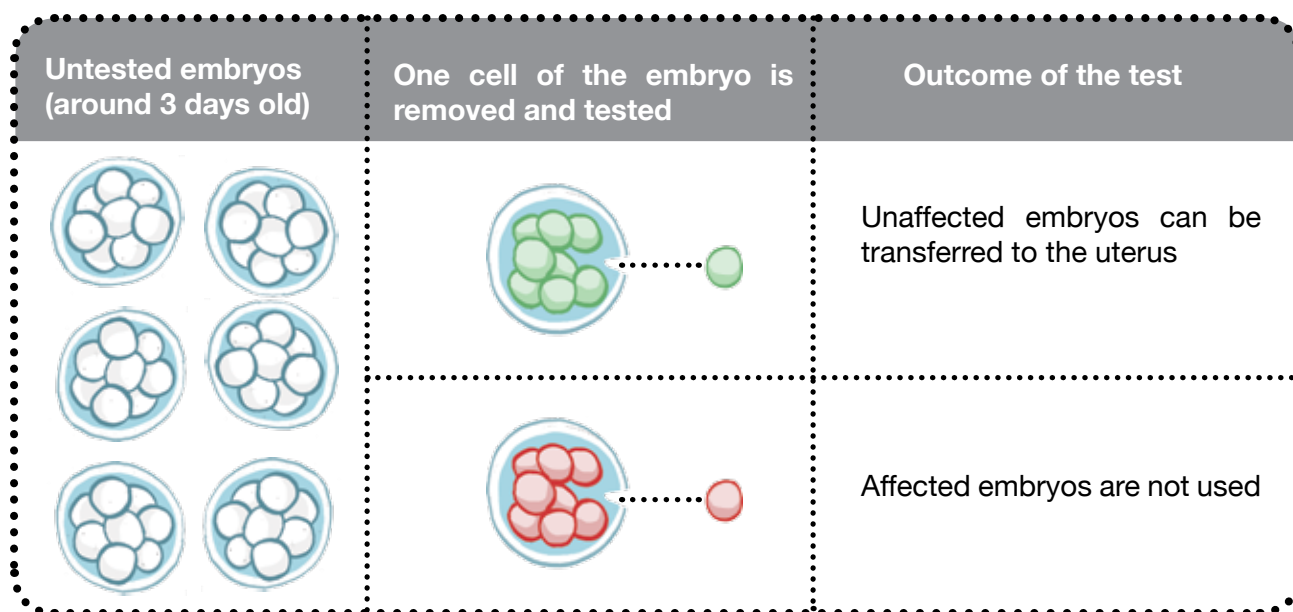 Untested embryos
(around 3 days old)
One cell of the embryo is
removed and tested
Outcome of the test
Unaffected embryos can be
transferred to the uterus
Affected embryos are not used